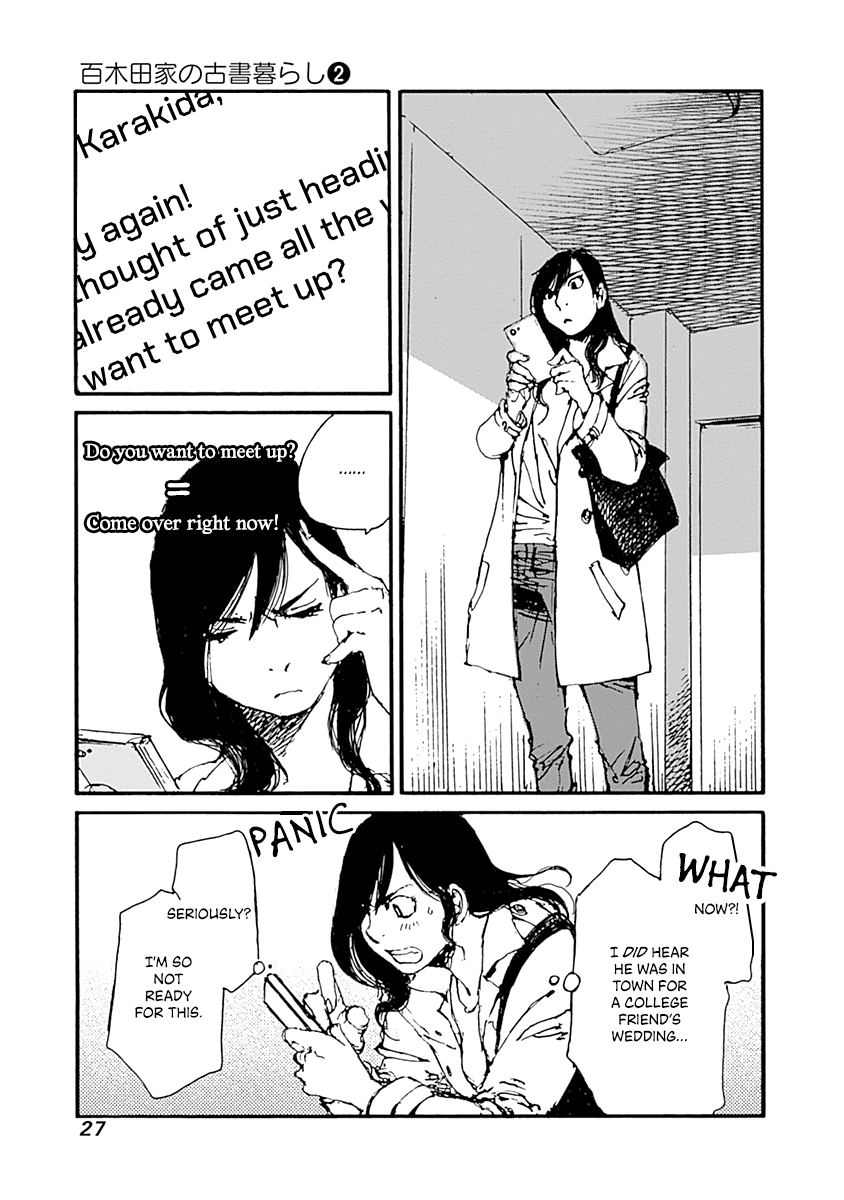 百木田家の古書暮らし❷
Karakida,
y again!
thought of just headi
already came all the
want to meet up?
Do you want to meet up?
=
Come over right now!
......
WHAT
NOW?!
I DID HEAR
HE WAS IN
TOWN FOR
A COLLEGE
FRIEND'S
WEDDING...
PANIC
SERIOUSLY?
I'M SO
NOT
READY
FOR THIS.
27